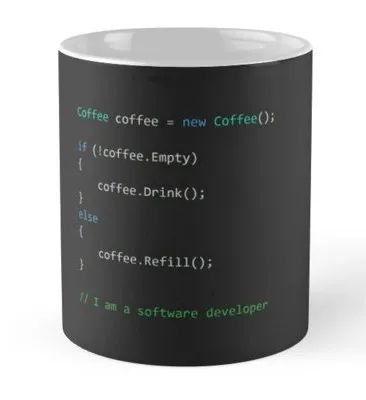 Coffee coffee = new Coffee();
if (!coffee.Empty)
{
coffee.Drink();
}
else
{
coffee.Refill();
}
// I am a software developer